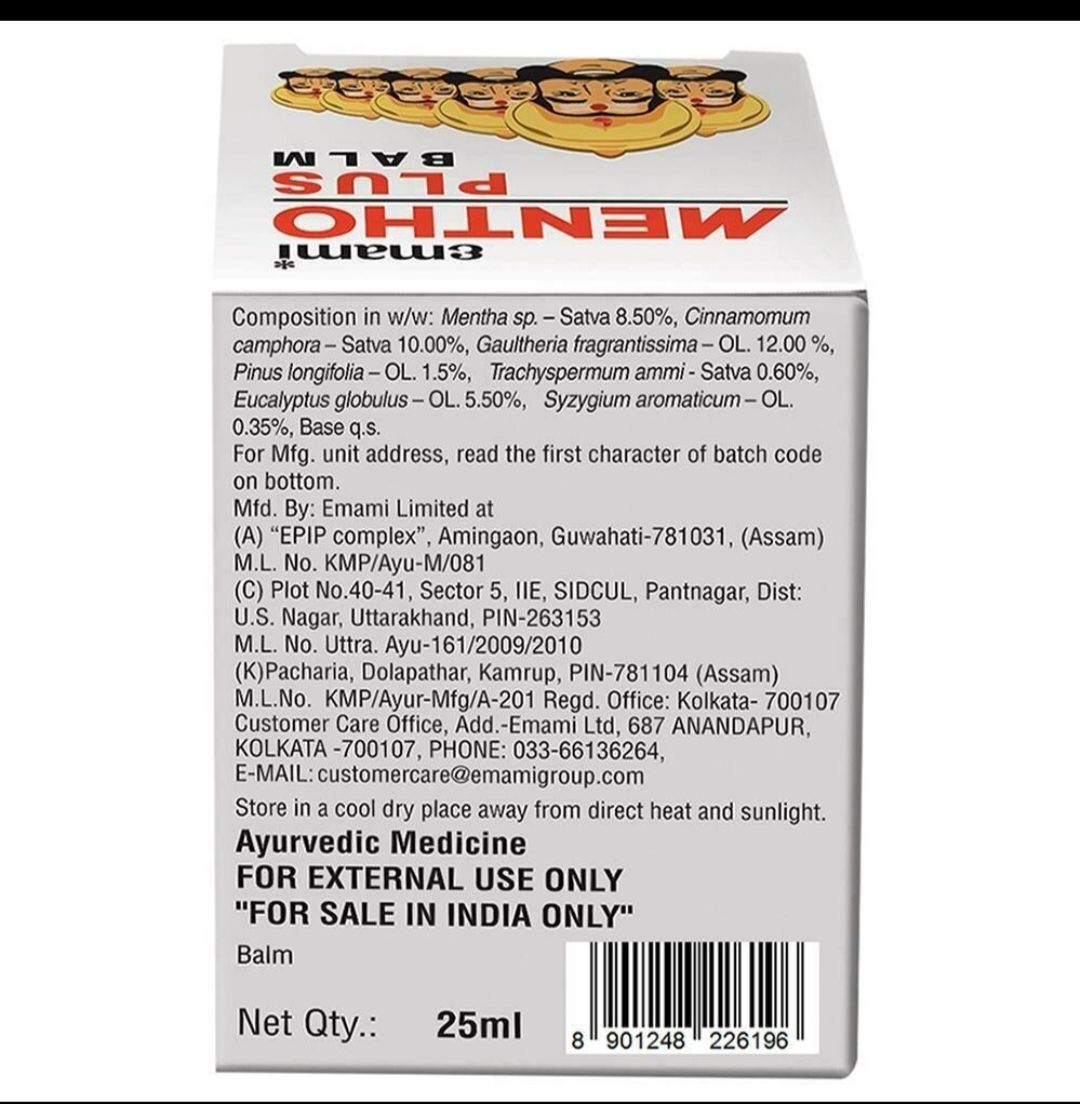 emami*
MENTHO
PLUS
BALM
Composition in w/w: Mentha sp. – Satva 8.50%, Cinnamomum
camphora – Satva 10.00%, Gaultheria fragrantissima – OL. 12.00 %,
Pinus longifolia – OL. 1.5%, Trachyspermum ammi - Satva 0.60%,
Eucalyptus globulus – OL. 5.50%, Syzygium aromaticum – OL.
0.35%, Base q.s.
For Mfg. unit address, read the first character of batch code
on bottom.
Mfd. By: Emami Limited at
(A) “EPIP complex”, Amingaon, Guwahati-781031, (Assam)
M.L. No. KMP/Ayu-M/081
(C) Plot No.40-41, Sector 5, IIE, SIDCUL, Pantnagar, Dist:
U.S. Nagar, Uttarakhand, PIN-263153
M.L. No. Uttra. Ayu-161/2009/2010
(K)Pacharia, Dolapathar, Kamrup, PIN-781104 (Assam)
M.L.No. KMP/Ayur-Mfg/A-201 Regd. Office: Kolkata- 700107
Customer Care Office, Add.-Emami Ltd, 687 ANANDAPUR,
KOLKATA -700107, PHONE: 033-66136264,
E-MAIL: customercare@emamigroup.com
Store in a cool dry place away from direct heat and sunlight.
Ayurvedic Medicine
FOR EXTERNAL USE ONLY
"FOR SALE IN INDIA ONLY"
Balm
Net Qty.: 25ml
8 901248 226196